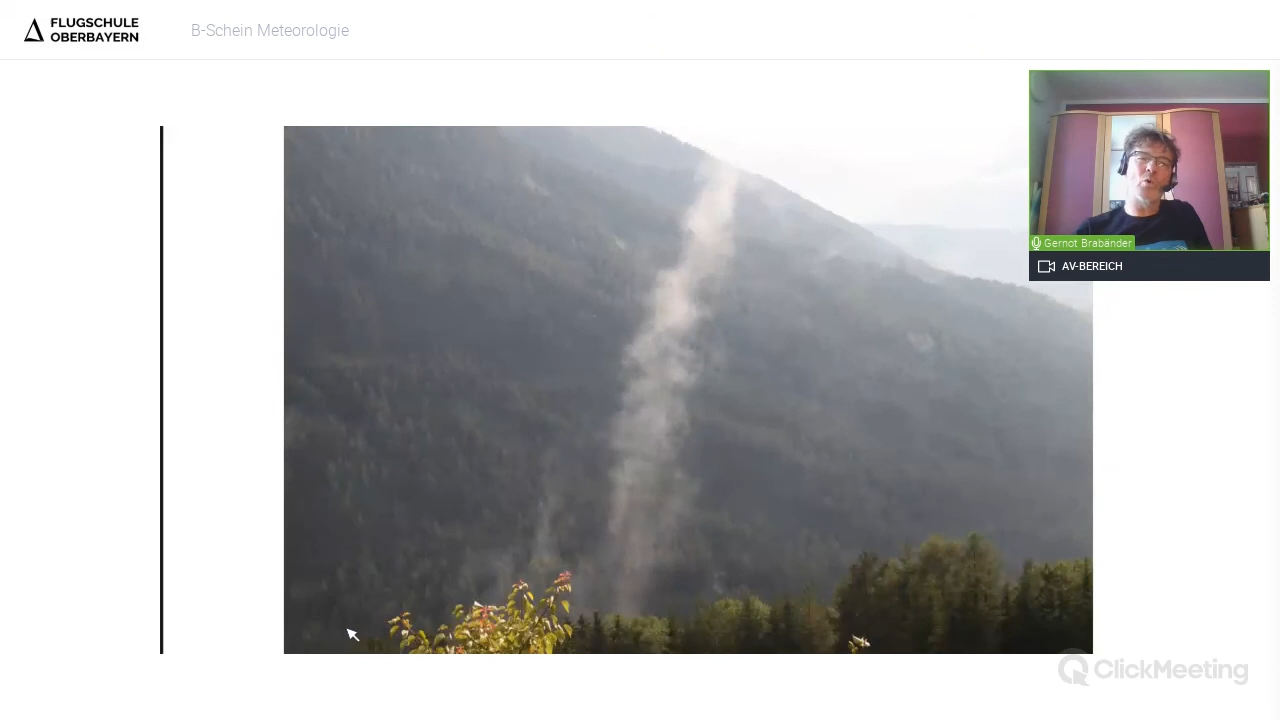 FLUGSCHULE
OBERBAYERN
B-Schein Meteorologie
Gernot Brabänder
AV-BEREICH
ClickMeeting